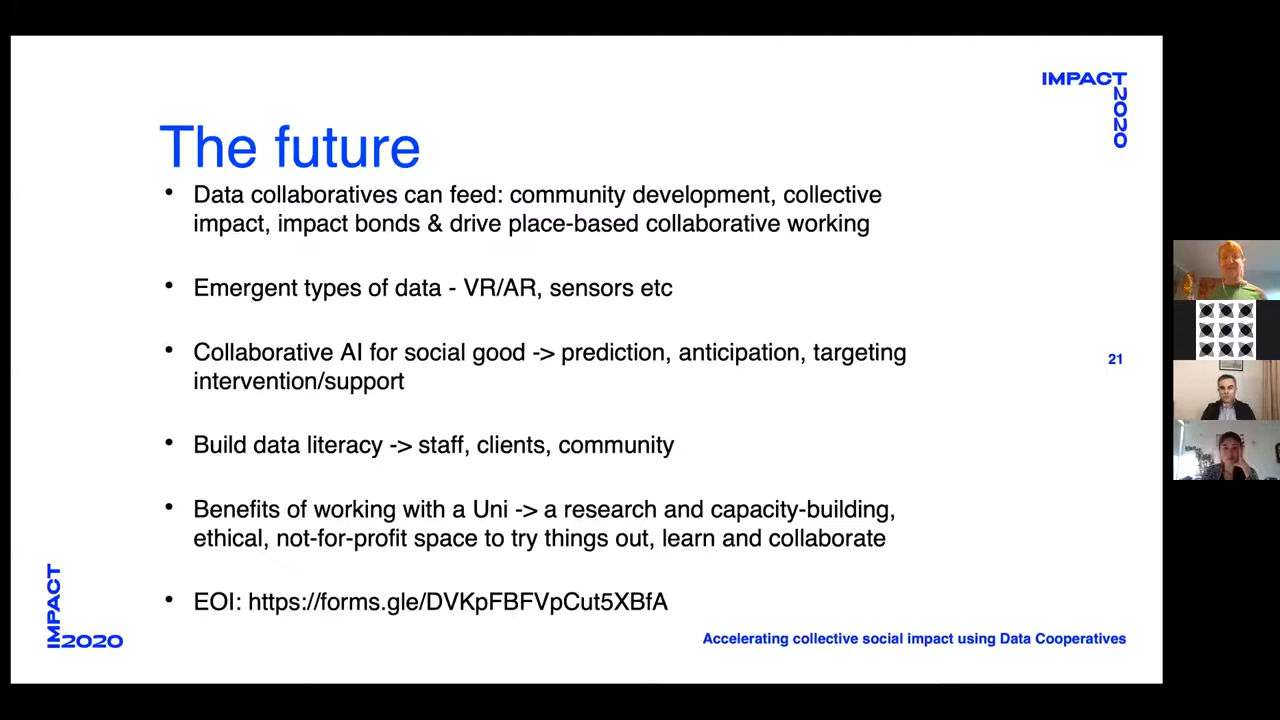 IMPACT
2020
The future
• Data collaboratives can feed: community development, collective
impact, impact bonds & drive place-based collaborative working
• Emergent types of data - VR/AR, sensors etc
• Collaborative AI for social good -> prediction, anticipation, targeting
intervention/support
21
• Build data literacy -> staff, clients, community
• Benefits of working with a Uni -> a research and capacity-building,
ethical, not-for-profit space to try things out, learn and collaborate
• EOI: https://forms.gle/DVKpFBFVpCut5XBfA
IMPACT
2020
Accelerating collective social impact using Data Cooperatives